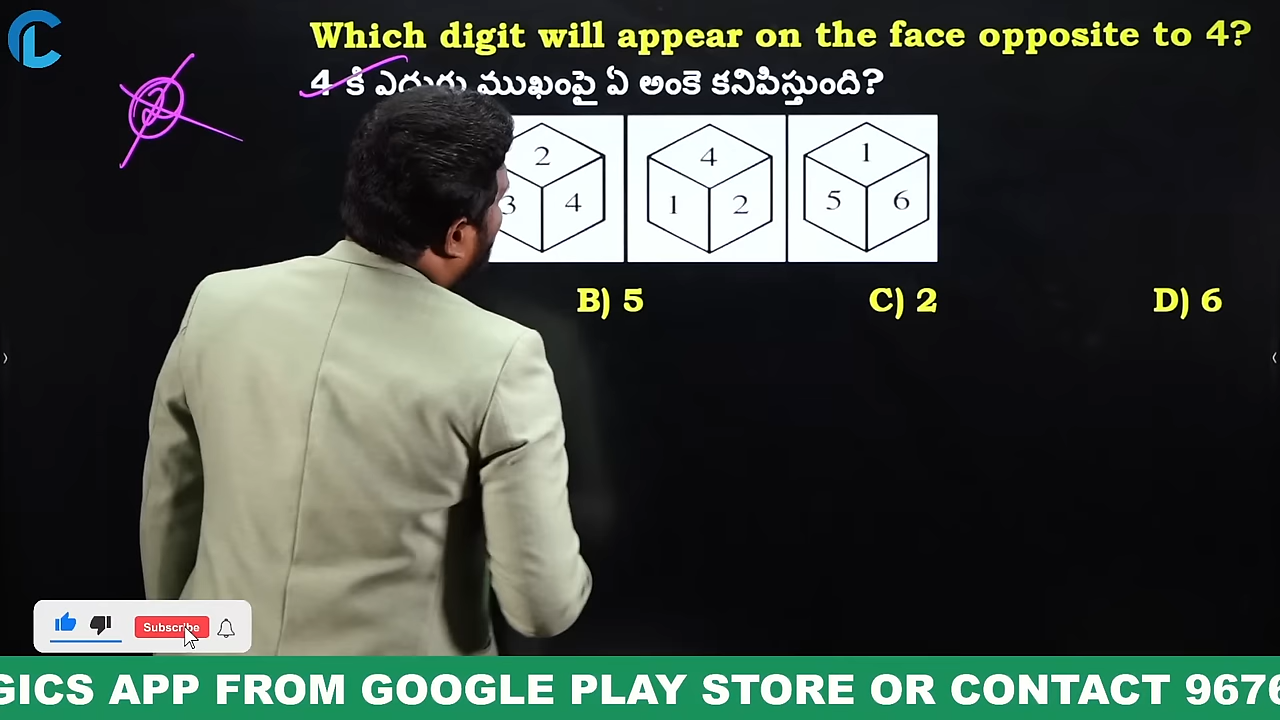 Which digit will appear on the face opposite to 4?
4 కి ఎదురు ముఖంపై ఏ అంకె కనిపిస్తుంది?
2
3 4
4
1 2
1
5 6
B) 5 C) 2 D) 6
Subscribe
GICS APP FROM GOOGLE PLAY STORE OR CONTACT 9676